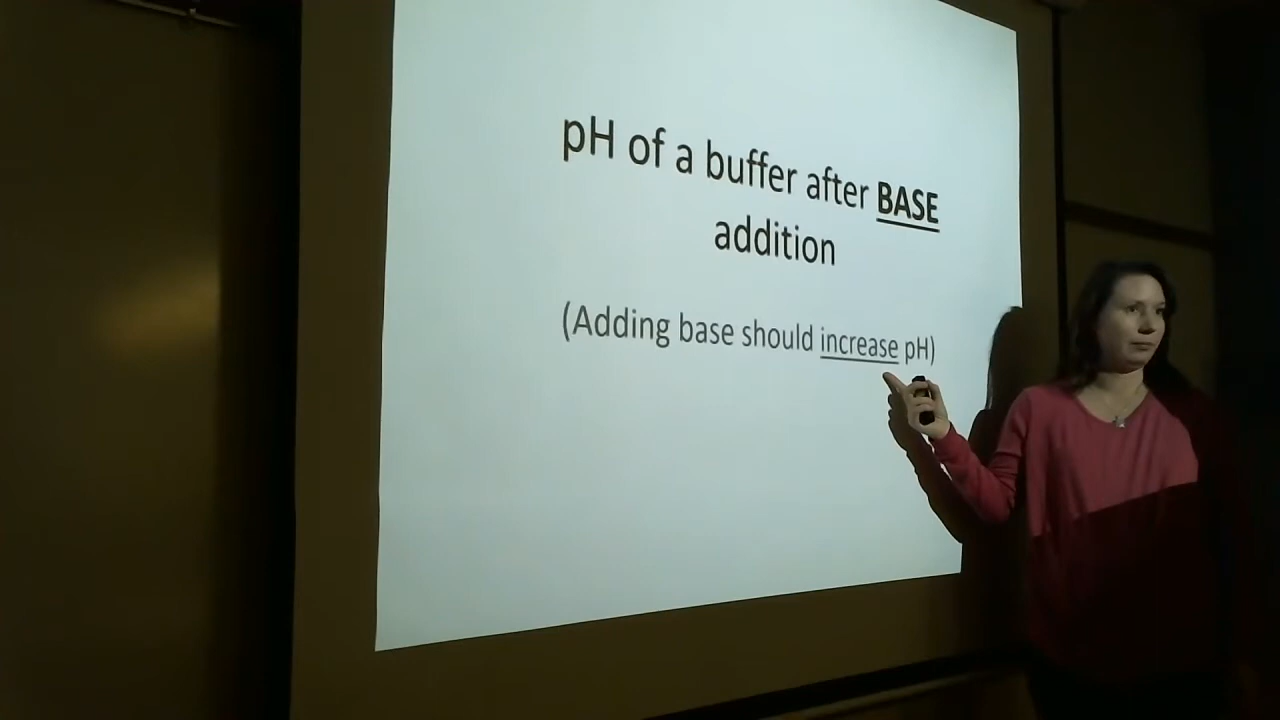 pH of a buffer after BASE
addition
(Adding base should increase pH)